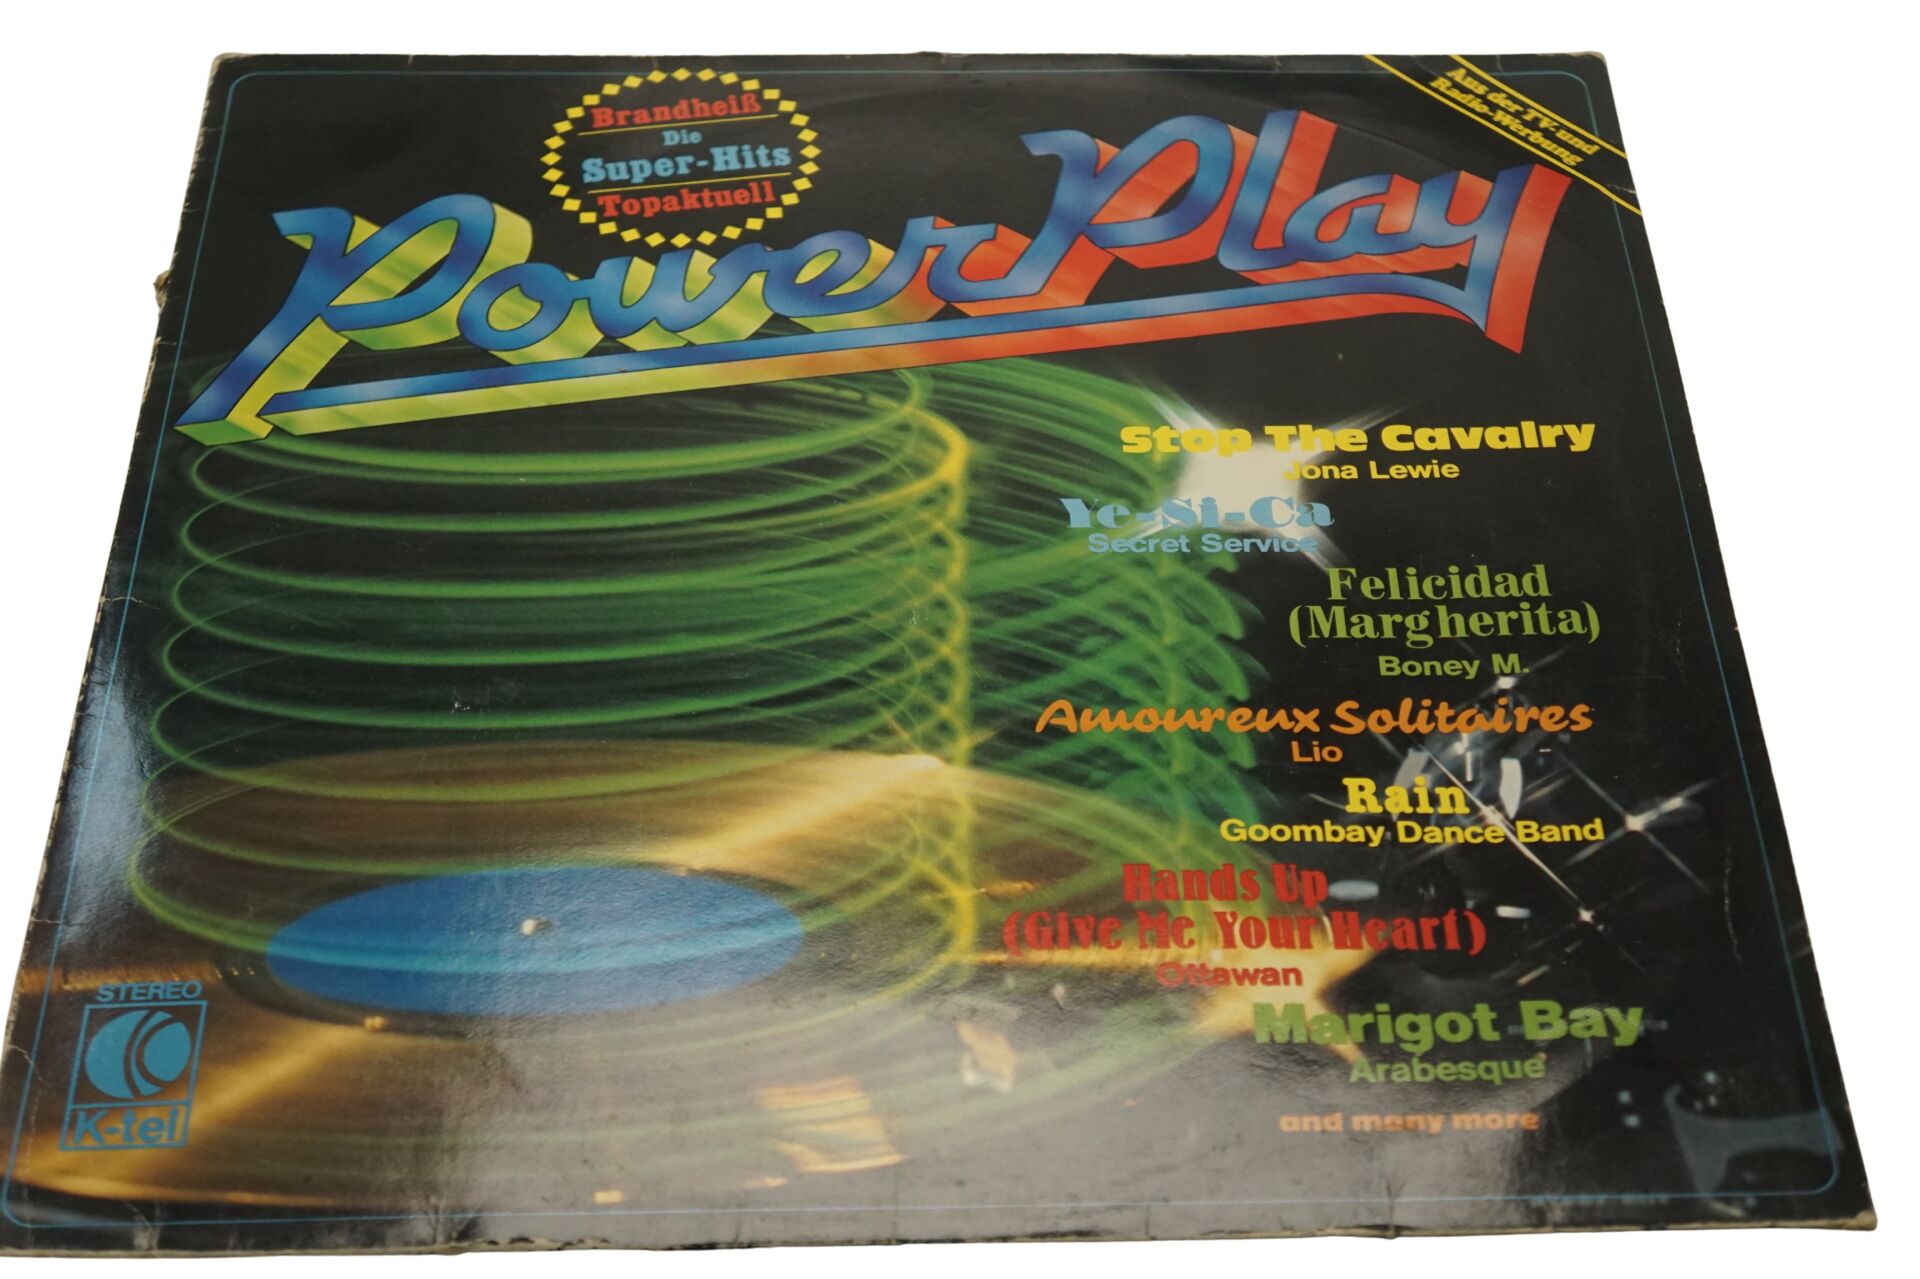 Brandheiß
Die
Super-Hits
Topaktuell
Power Play
Aus der TV-und
Radio-Werbung
Stop The Cavalry
Jona Lewie
Ye-Si-Ca
Secret Service
Felicidad
(Margherita)
Boney M.
Amoureux Solitaires
Lio
Rain
Goombay Dance Band
Hands Up
(Give Me Your Heart)
Ottawan
Marigot Bay
Arabesque
and many more
STEREO
K-tel